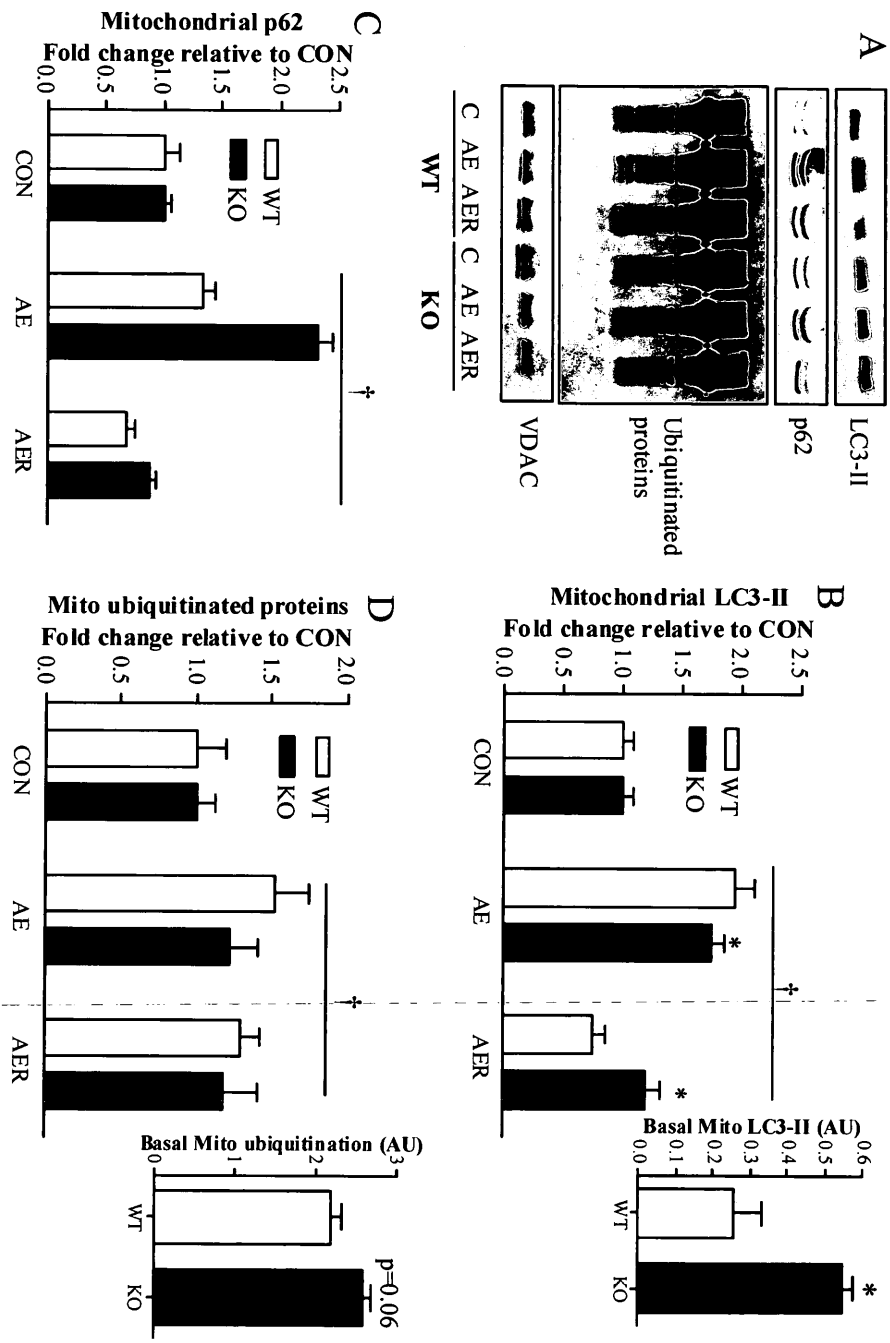 A
LC3-II
p62
Ubiquitinated
proteins
VDAC
C AE AER C AE AER
WT KO
B
Mitochondrial LC3-II
Fold change relative to CON
2.5
2.0
1.5
1.0
0.5
0.0
WT
KO
*
*
†
CON AE AER
Basal Mito LC3-II (AU)
0.6
0.5
0.4
0.3
0.2
0.1
0.0
*
WT KO
C
Mitochondrial p62
Fold change relative to CON
2.5
2.0
1.5
1.0
0.5
0.0
WT
KO
†
CON AE AER
D
Mito ubiquitinated proteins
Fold change relative to CON
2.0
1.5
1.0
0.5
0.0
WT
KO
†
CON AE AER
Basal Mito ubiquitination (AU)
3
2
1
0
p=0.06
WT KO